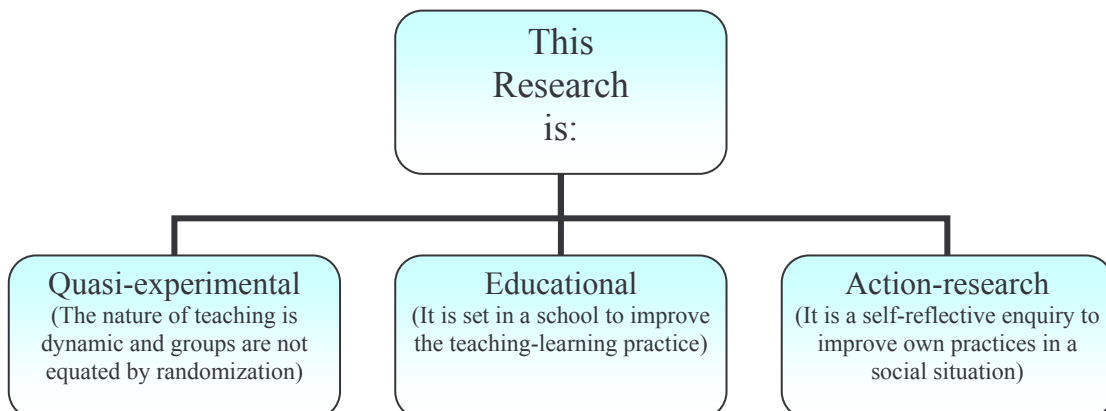 This
Research
is:
Quasi-experimental
(The nature of teaching is
dynamic and groups are not
equated by randomization)
Educational
(It is set in a school to improve
the teaching-learning practice)
Action-research
(It is a self-reflective enquiry to
improve own practices in a
social situation)